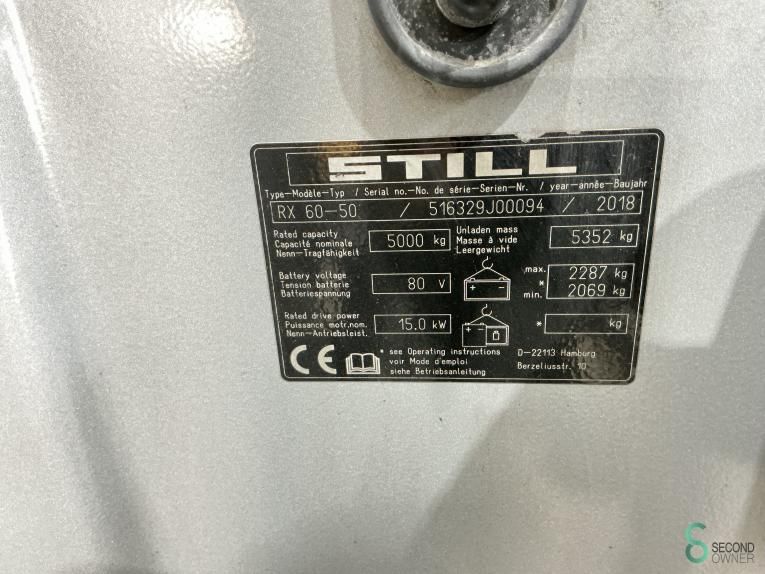 STILL
Type-Modèle-Typ / Serial no.-No. de série-Serien-Nr. / year-année-Baujahr
RX 60-50 / 516329J00094 / 2018
Rated capacity
Capacité nominale
Nenn-Tragfähigkeit
5000 kg
Unladen mass
Masse à vide
Leergewicht
5352 kg
Battery voltage
Tension batterie
Batteriespannung
80 V
+ -
max. 2287 kg
*
min. 2069 kg
Rated drive power
Puissance motr.nom.
Nenn-Antriebsleist.
15.0 kW
+
* kg
CE
* see Operating instructions
voir Mode d'emploi
siehe Betriebsanleitung
D-22113 Hamburg
Berzeliusstr. 10
SECOND
OWNER